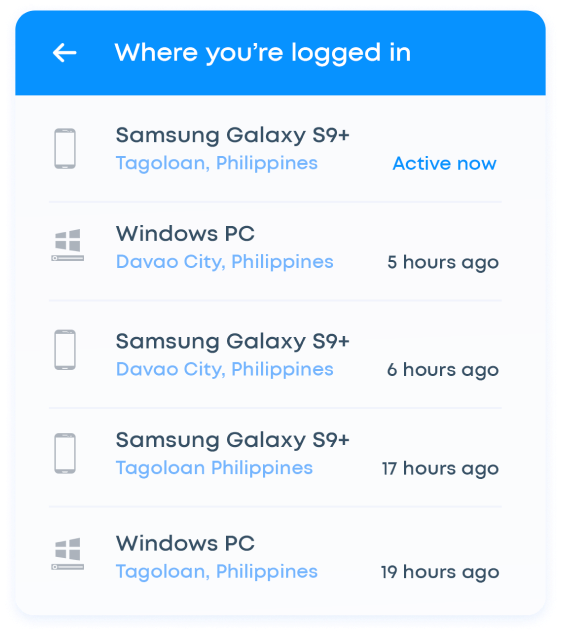 Where you're logged in
Samsung Galaxy S9+
Tagoloan, Philippines
Active now
Windows PC
Davao City, Philippines
5 hours ago
Samsung Galaxy S9+
Davao City, Philippines
6 hours ago
Samsung Galaxy S9+
Tagoloan Philippines
17 hours ago
Windows PC
Tagoloan, Philippines
19 hours ago